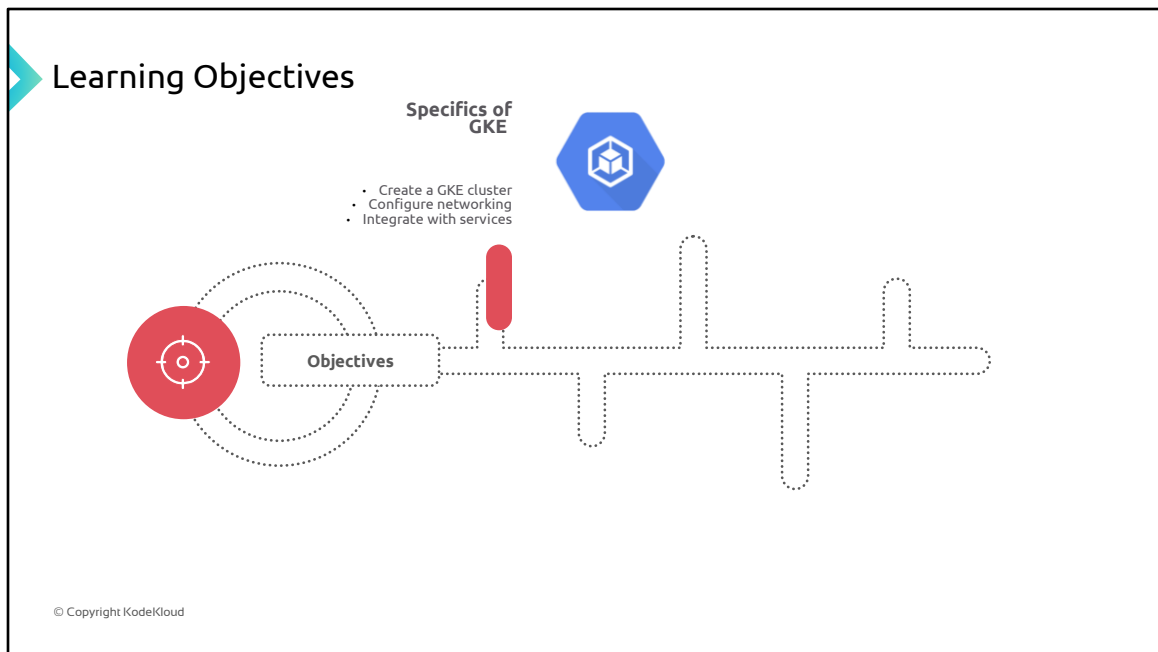 Learning Objectives
Specifics of
GKE
• Create a GKE cluster
• Configure networking
• Integrate with services
Objectives
© Copyright KodeKloud